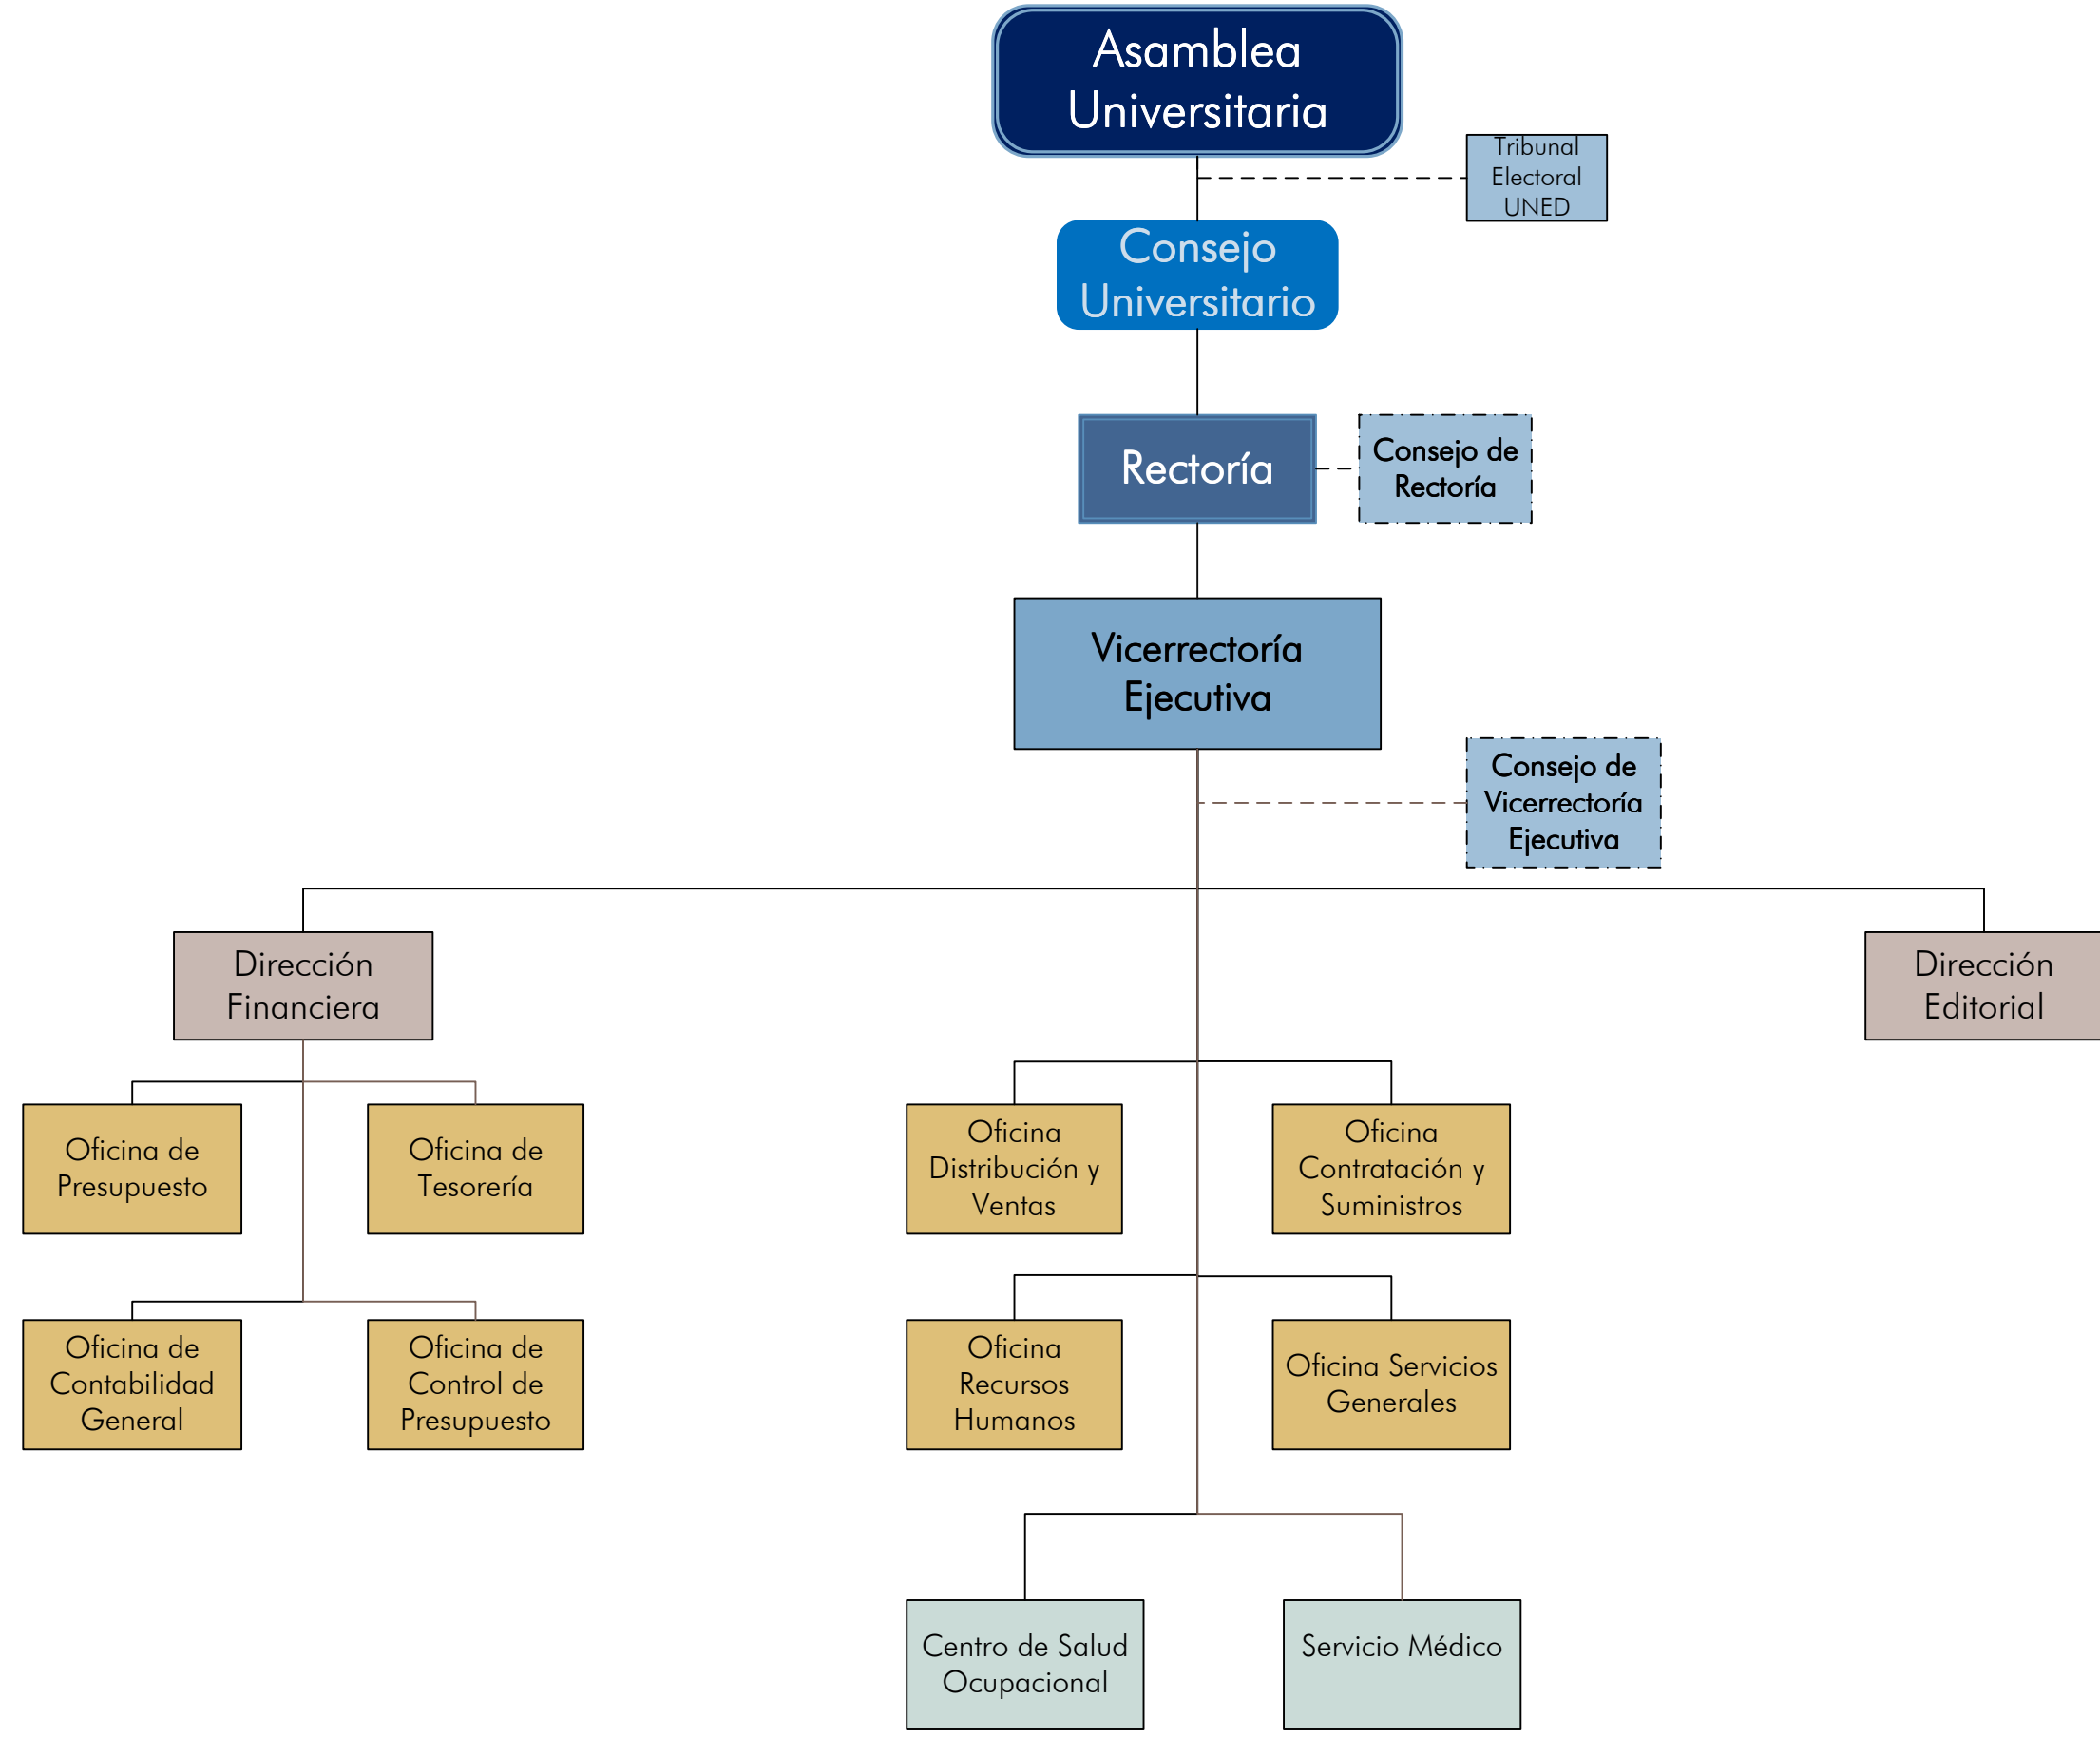 Asamblea
Universitaria
Tribunal
Electoral
UNED
Consejo
Universitario
Rectoría
Consejo de
Rectoría
Vicerrectoría
Ejecutiva
Consejo de
Vicerrectoría
Ejecutiva
Dirección
Financiera
Dirección
Editorial
Oficina de
Presupuesto
Oficina de
Tesorería
Oficina
Distribución y
Ventas
Oficina
Contratación y
Suministros
Oficina de
Contabilidad
General
Oficina de
Control de
Presupuesto
Oficina
Recursos
Humanos
Oficina Servicios
Generales
Centro de Salud
Ocupacional
Servicio Médico